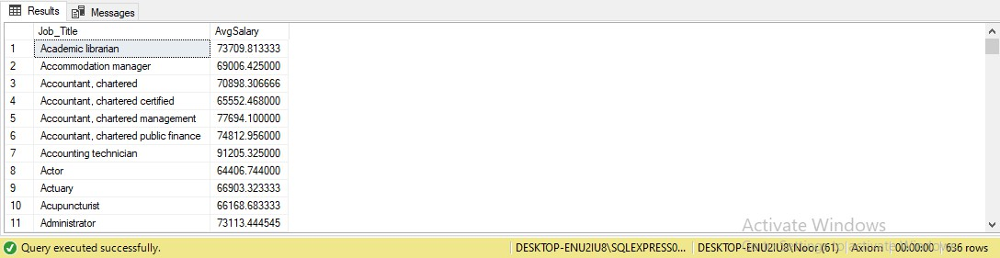 Results Messages
Job_Title AvgSalary
1 Academic librarian 73709.813333
2 Accommodation manager 69006.425000
3 Accountant, chartered 70898.306666
4 Accountant, chartered certified 65552.468000
5 Accountant, chartered management 77694.100000
6 Accountant, chartered public finance 74812.956000
7 Accounting technician 91205.325000
8 Actor 64406.744000
9 Actuary 66903.323333
10 Acupuncturist 66168.683333
11 Administrator 73113.444545
Activate Windows
Query executed successfully. DESKTOP-ENU2IU8\SQLEXPRESS0... DESKTOP-ENU2IU8\Noor (61) Axiom 00:00:00 636 rows